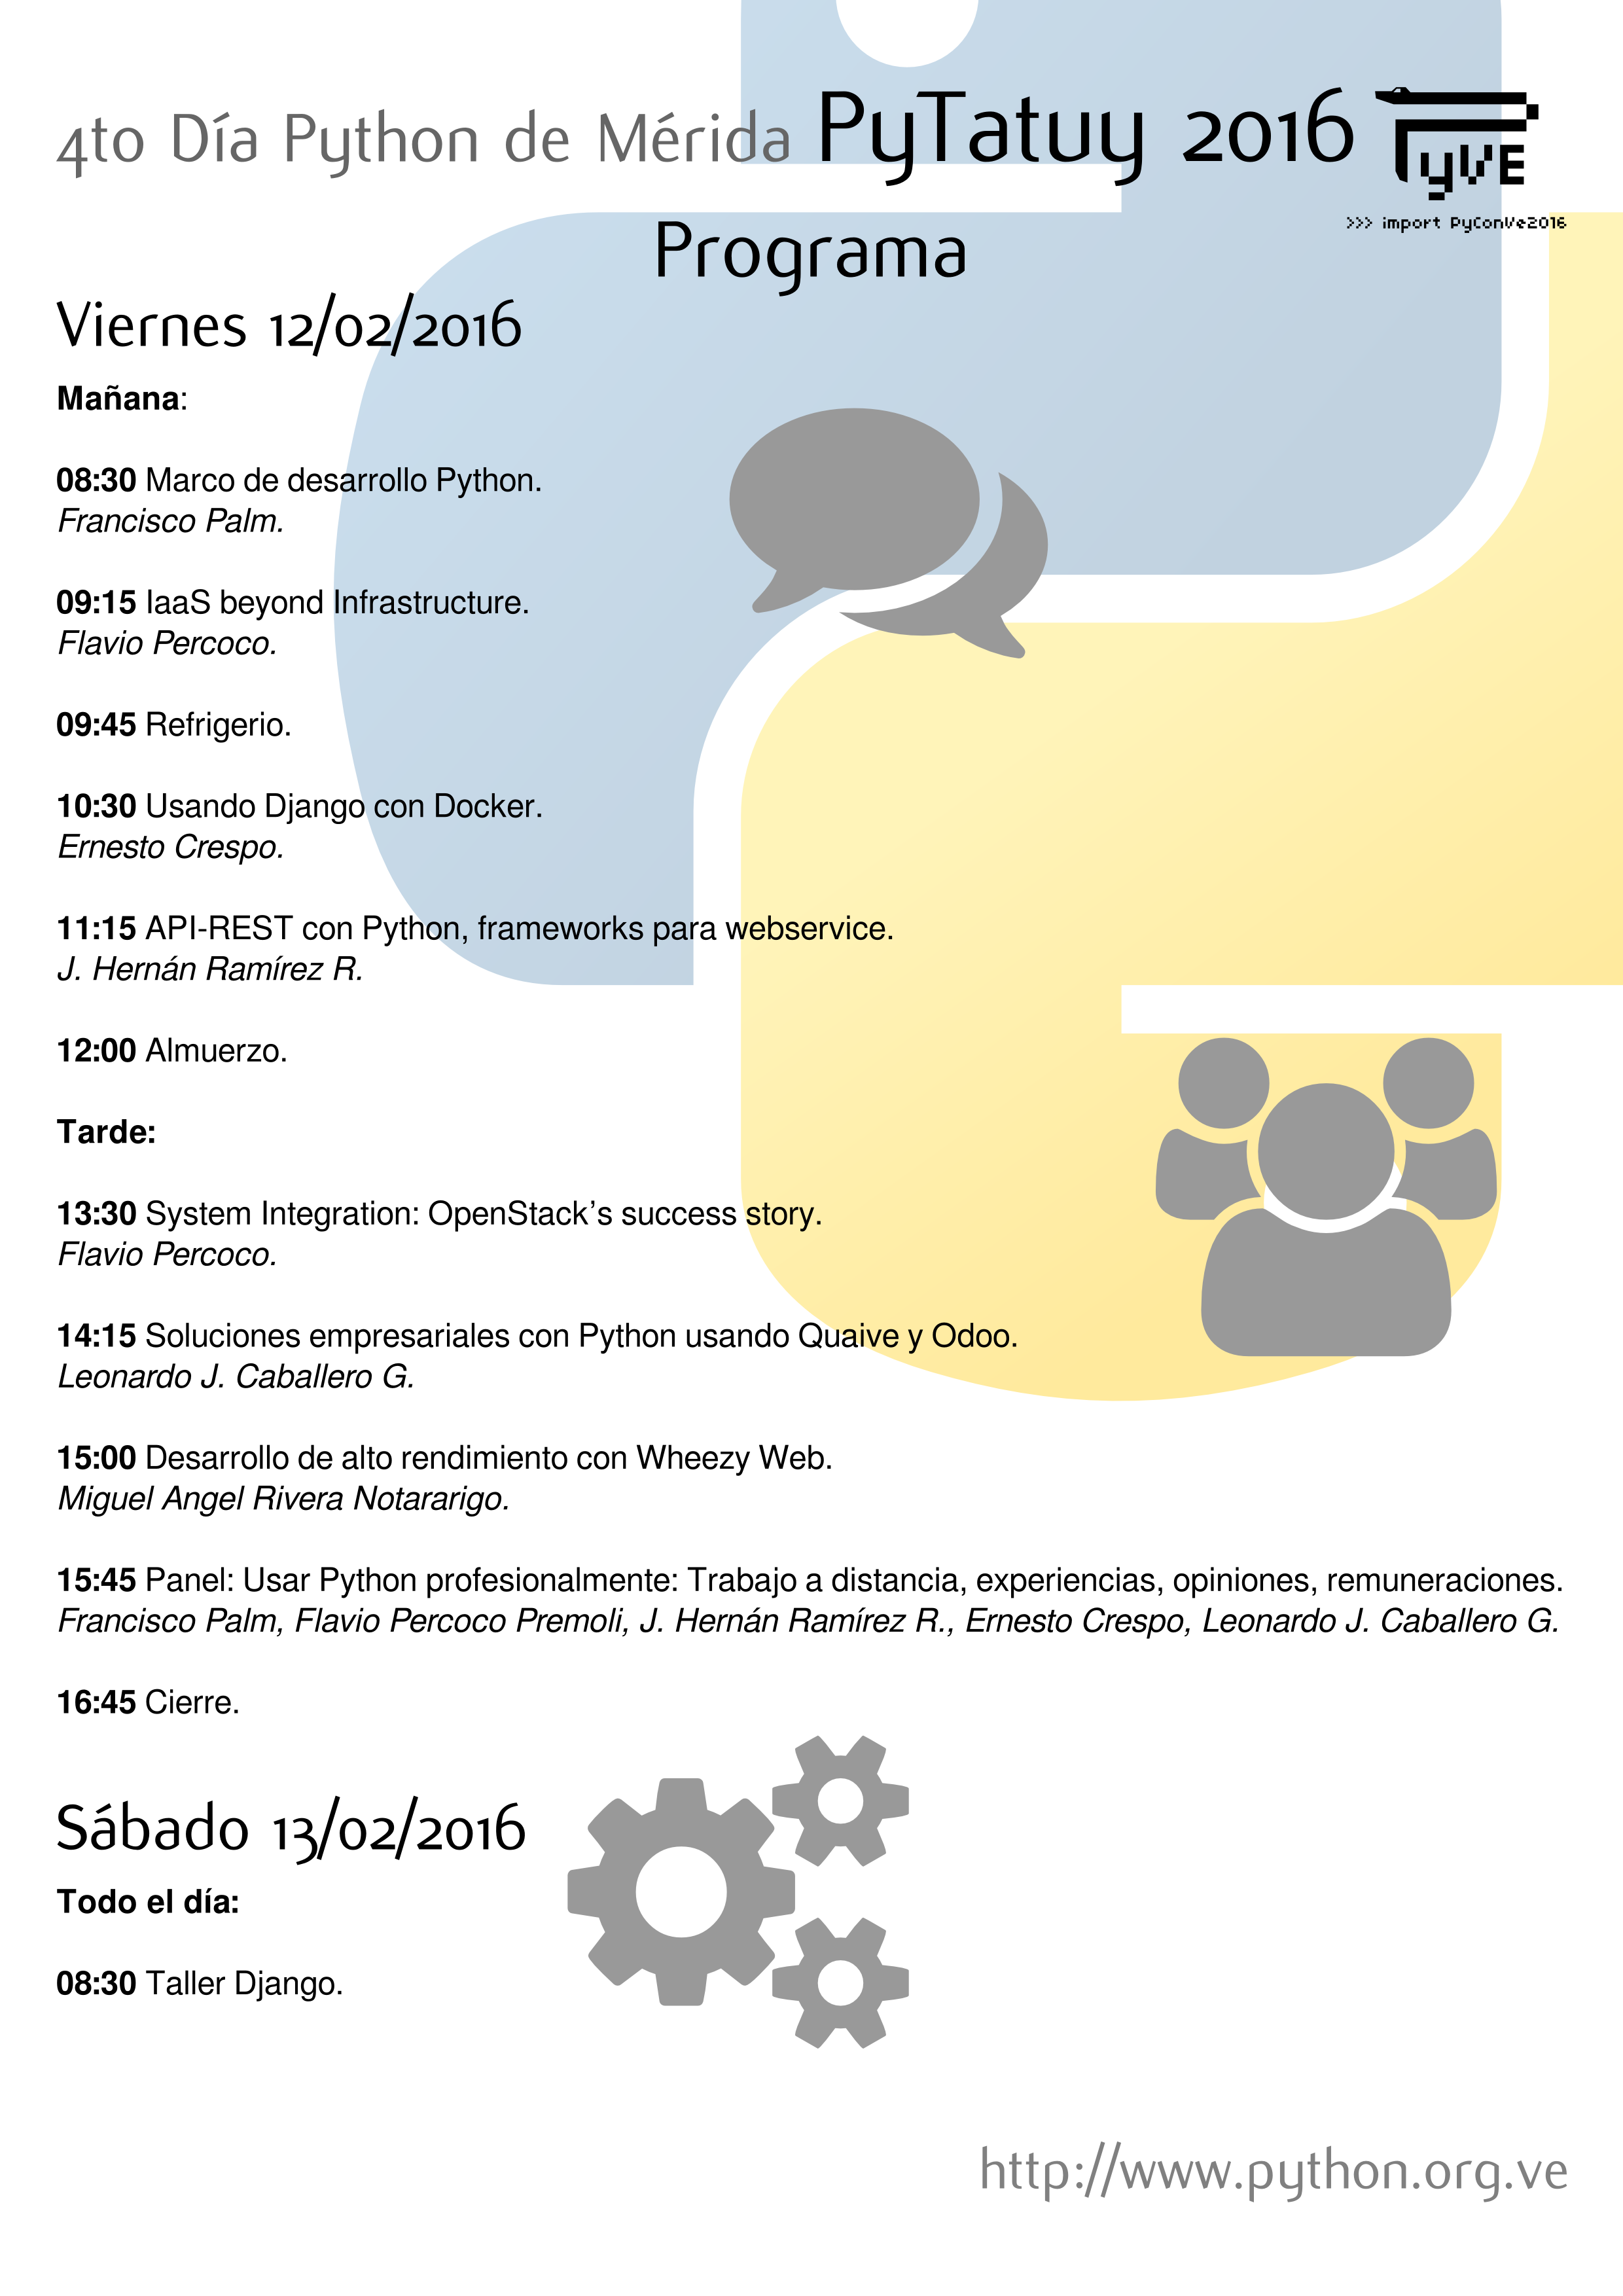 4to Día Python de Mérida PyTatuy 2016
yVE
>>> import PyConVe2016
Programa
Viernes 12/02/2016
Mañana:
08:30 Marco de desarrollo Python.
Francisco Palm.
09:15 IaaS beyond Infrastructure.
Flavio Percoco.
09:45 Refrigerio.
10:30 Usando Django con Docker.
Ernesto Crespo.
11:15 API-REST con Python, frameworks para webservice.
J. Hernán Ramírez R.
12:00 Almuerzo.
Tarde:
13:30 System Integration: OpenStack’s success story.
Flavio Percoco.
14:15 Soluciones empresariales con Python usando Quaive y Odoo.
Leonardo J. Caballero G.
15:00 Desarrollo de alto rendimiento con Wheezy Web.
Miguel Angel Rivera Notararigo.
15:45 Panel: Usar Python profesionalmente: Trabajo a distancia, experiencias, opiniones, remuneraciones.
Francisco Palm, Flavio Percoco Premoli, J. Hernán Ramírez R., Ernesto Crespo, Leonardo J. Caballero G.
16:45 Cierre.
Sábado 13/02/2016
Todo el día:
08:30 Taller Django.
http://www.python.org.ve